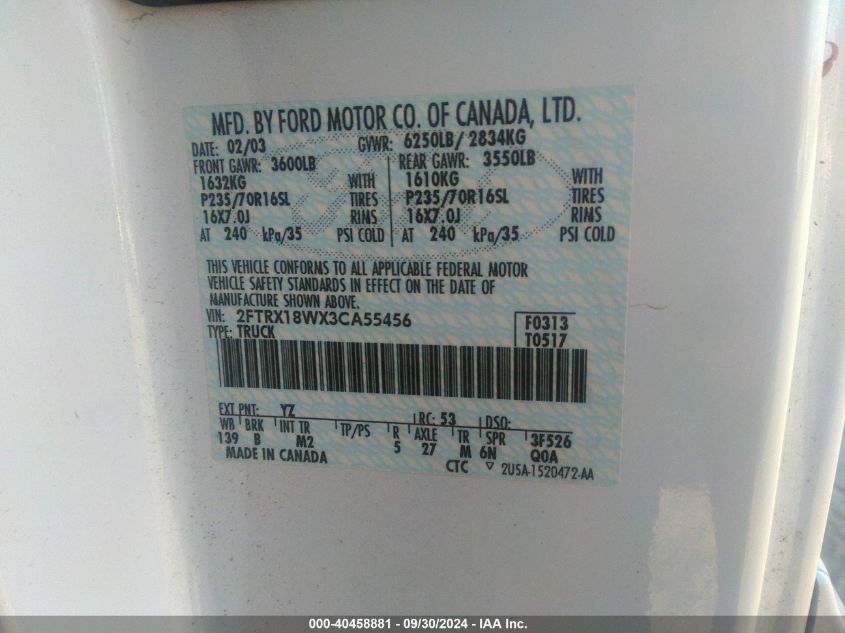 MFD. BY FORD MOTOR CO. OF CANADA, LTD.
DATE: 02/03 GVWR: 6250LB/ 2834KG
FRONT GAWR: 3600LB REAR GAWR: 3550LB
1632KG WITH 1610KG WITH
P235/70R16SL TIRES P235/70R16SL TIRES
16X7.0J RIMS 16X7.0J RIMS
AT 240 kPa/35 PSI COLD AT 240 kPa/35 PSI COLD
THIS VEHICLE CONFORMS TO ALL APPLICABLE FEDERAL MOTOR
VEHICLE SAFETY STANDARDS IN EFFECT ON THE DATE OF
MANUFACTURE SHOWN ABOVE.
VIN: 2FTRX18WX3CA55456 F0313
TYPE: TRUCK T0517
EXT PNT: YZ RC: 53 DSO:
WB BRK INT TR TP/PS R AXLE TR SPR 3F526
139 B M2 5 27 M 6N Q0A
MADE IN CANADA CTC ▽ 2USA-1520472-AA
000-40458881 - 09/30/2024 - IAA Inc.